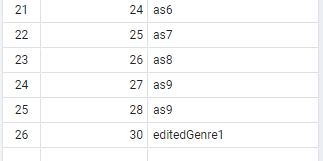 21 24 as6
22 25 as7
23 26 as8
24 27 as9
25 28 as9
26 30 editedGenre1